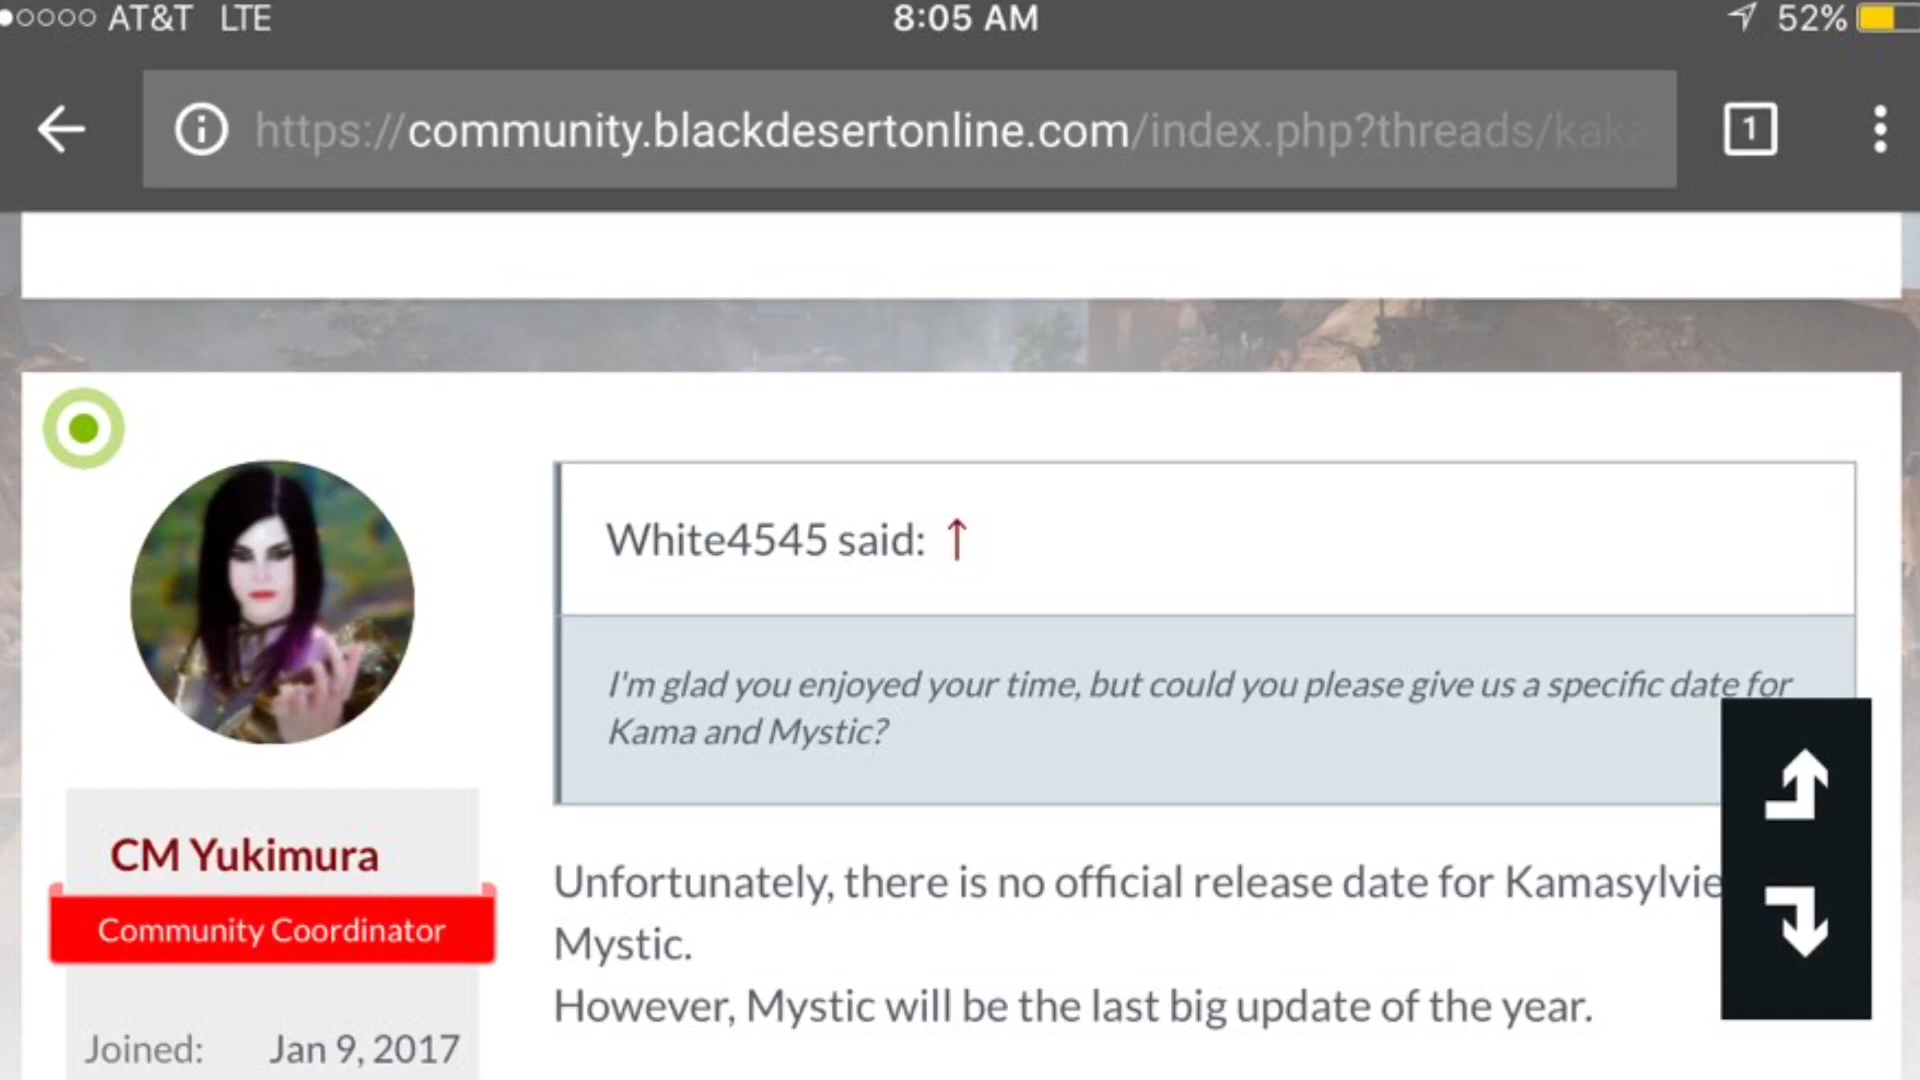 AT&T LTE 8:05 AM 52%
https://community.blackdesertonline.com/index.php?threads/kaka
1
White4545 said: ↑
I'm glad you enjoyed your time, but could you please give us a specific date for
Kama and Mystic?
CM Yukimura
Community Coordinator
Joined: Jan 9, 2017
Unfortunately, there is no official release date for Kamasylvie
Mystic.
However, Mystic will be the last big update of the year.